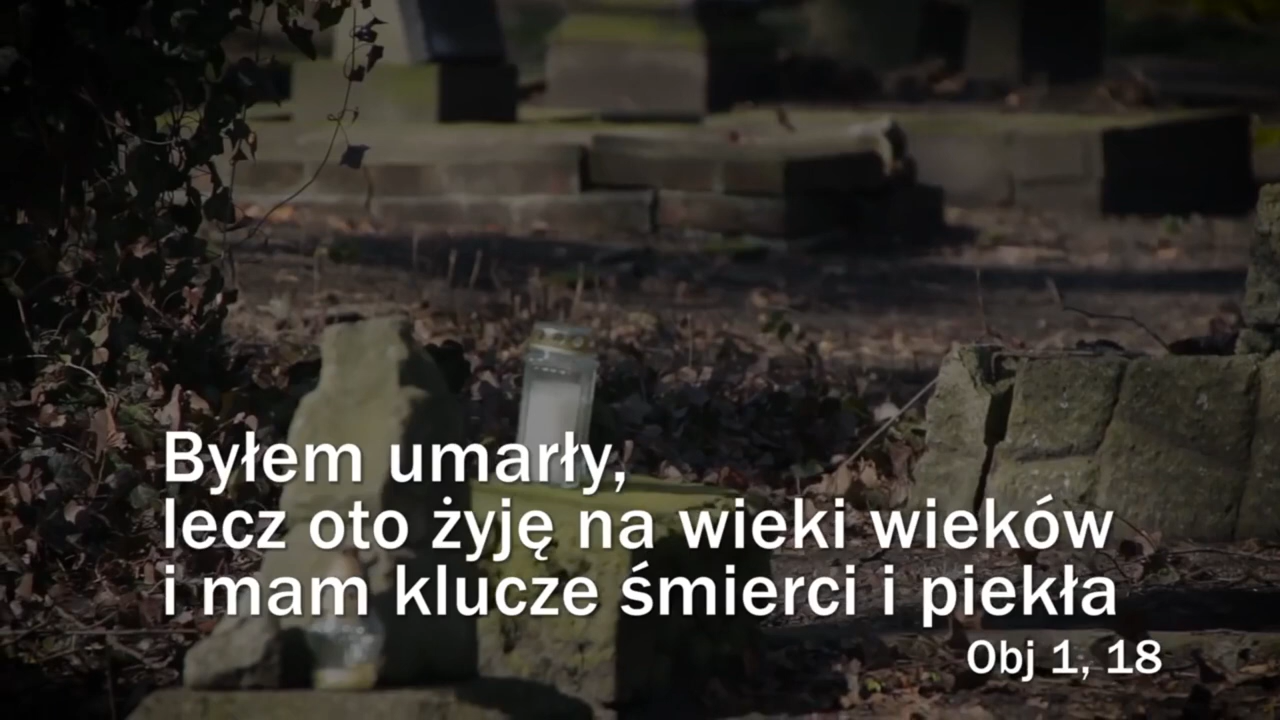 Byłem umarły,
lecz oto żyję na wieki wieków
i mam klucze śmierci i piekła
Obj 1, 18